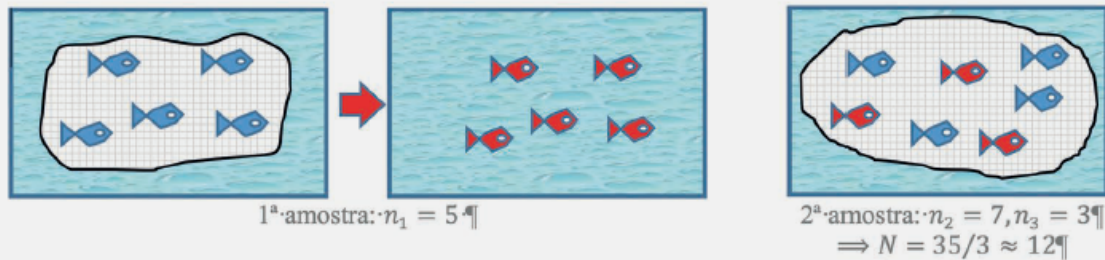 1ª·amostra:·n₁ = 5·¶
2ª·amostra:·n₂ = 7, n₃ = 3¶
⟹ N = 35/3 ≈ 12¶